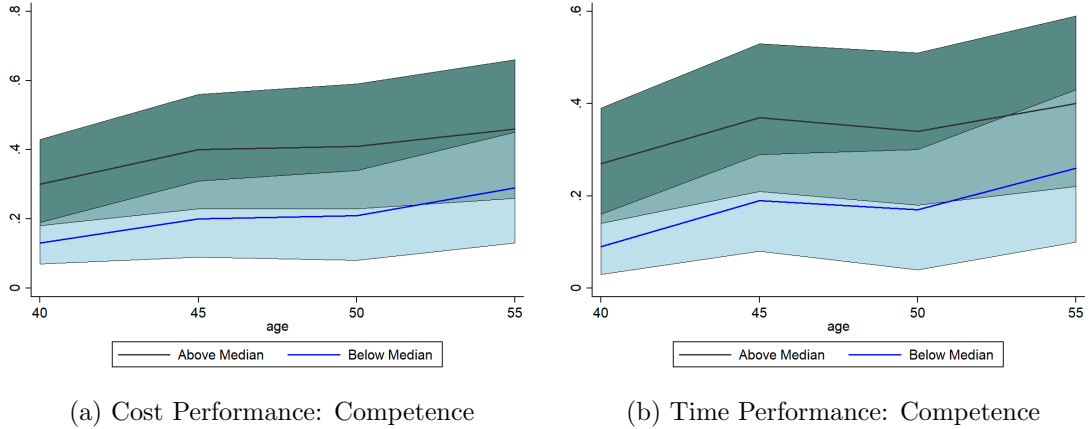 .8
.6
.4
.2
0
40
45
50
55
age
Above Median
Below Median
(a) Cost Performance: Competence
.6
.4
.2
0
40
45
50
55
age
Above Median
Below Median
(b) Time Performance: Competence